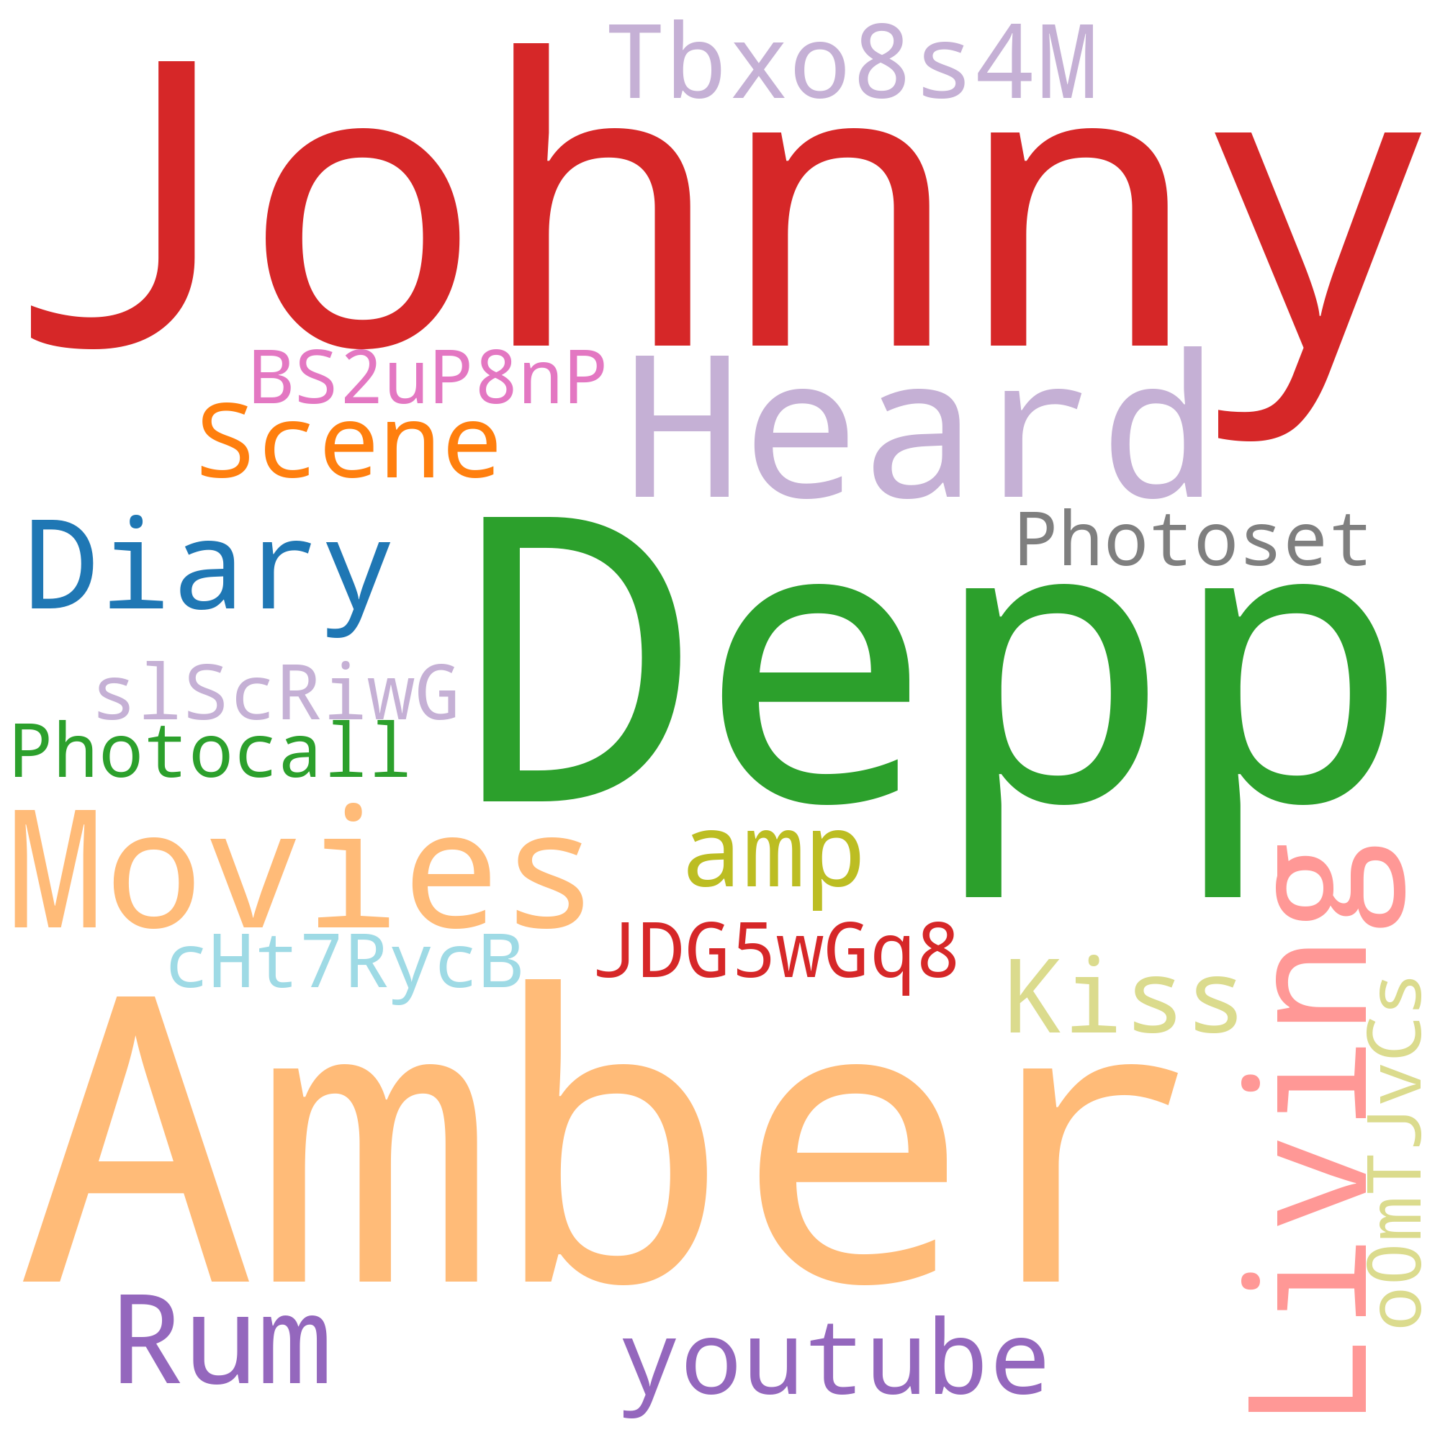 Tbxo8s4M
Johnny
BS2uP8nP
Heard
Scene
Diary
Photoset
Depp
slScRiwG
Photocall
Movies
amp
Living
cHt7RycB
JDG5wGq8
Kiss
oOmTJvCs
Amber
Rum
youtube